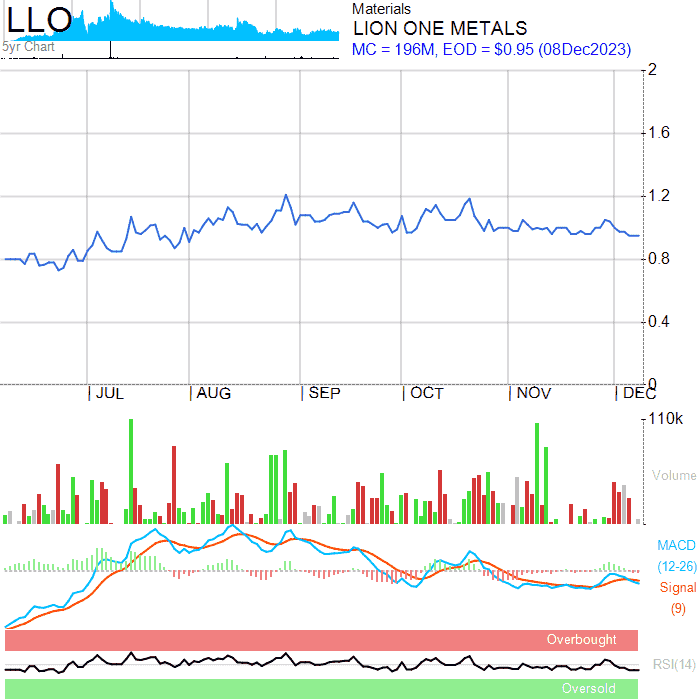 LLO
5yr Chart
Materials
LION ONE METALS
MC = 196M, EOD = $0.95 (08Dec2023)
2
1.6
1.2
0.8
0.4
0
JUL AUG SEP OCT NOV DEC
110k
Volume
MACD
(12-26)
Signal
(9)
Overbought
RSI(14)
Oversold